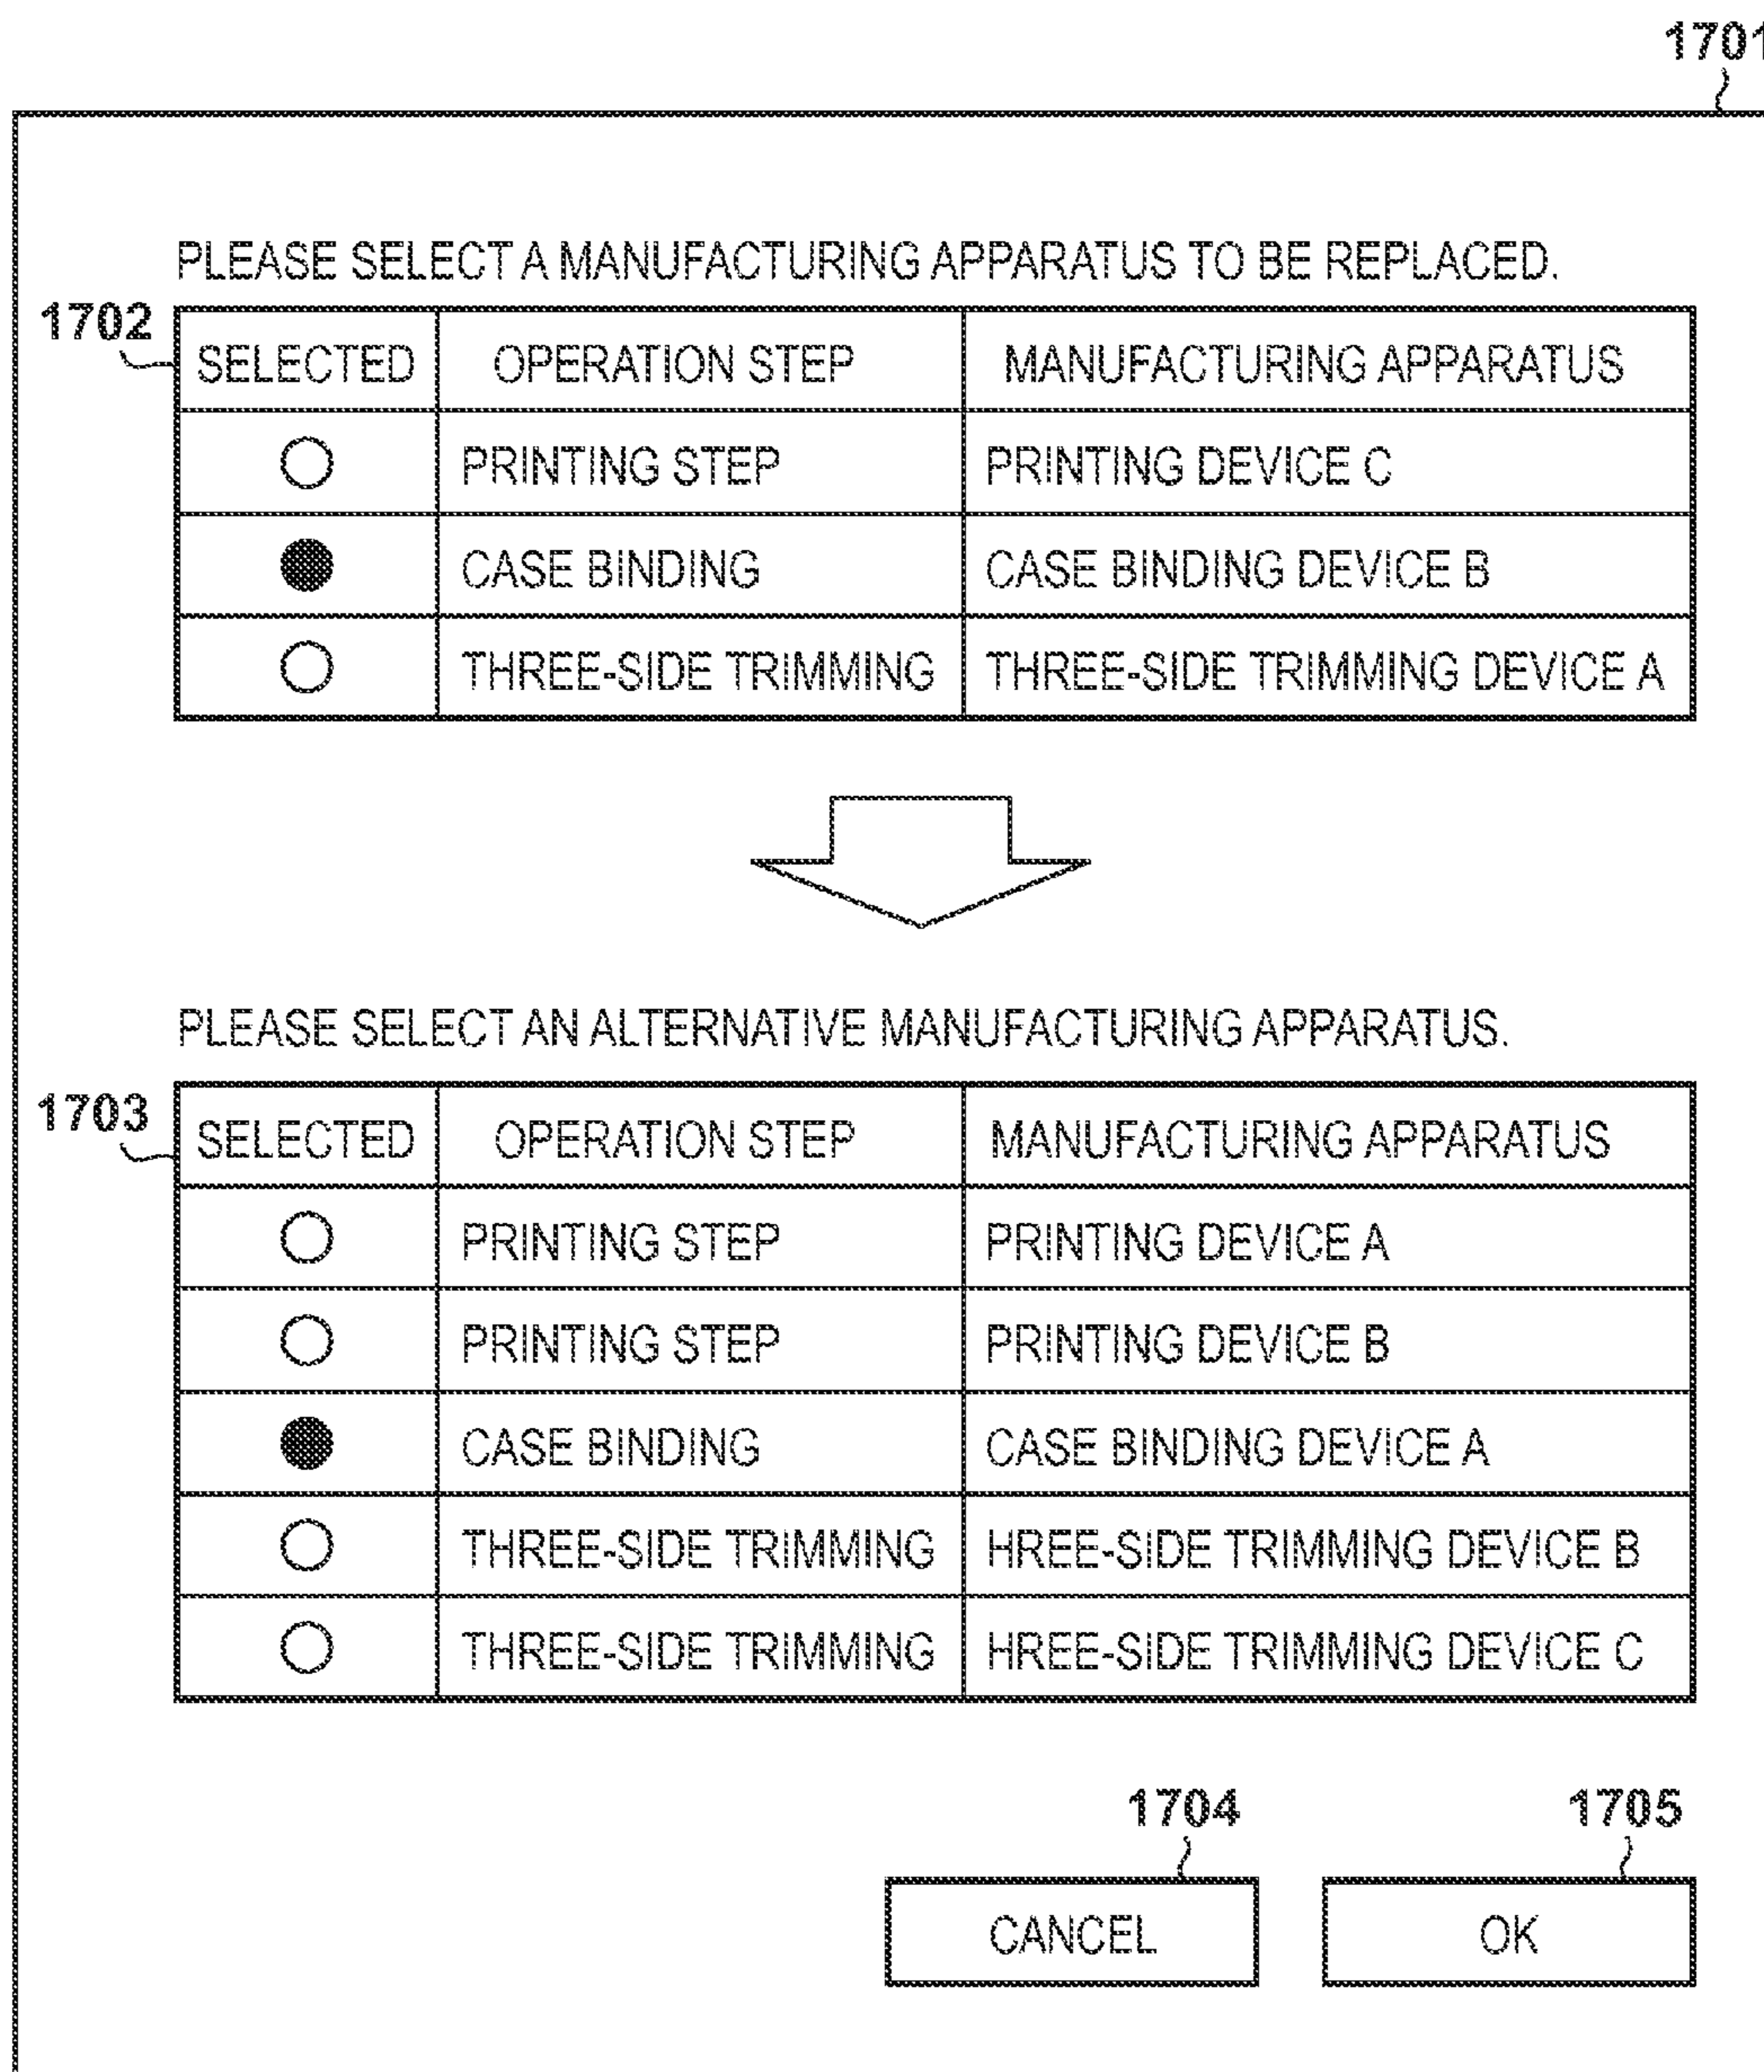 1701
PLEASE SELECT A MANUFACTURING APPARATUS TO BE REPLACED.
1702
SELECTED OPERATION STEP MANUFACTURING APPARATUS
PRINTING STEP PRINTING DEVICE C
CASE BINDING CASE BINDING DEVICE B
THREE-SIDE TRIMMING THREE-SIDE TRIMMING DEVICE A
PLEASE SELECT AN ALTERNATIVE MANUFACTURING APPARATUS.
1703
SELECTED OPERATION STEP MANUFACTURING APPARATUS
PRINTING STEP PRINTING DEVICE A
PRINTING STEP PRINTING DEVICE B
CASE BINDING CASE BINDING DEVICE A
THREE-SIDE TRIMMING HREE-SIDE TRIMMING DEVICE B
THREE-SIDE TRIMMING HREE-SIDE TRIMMING DEVICE C
1704 1705
CANCEL OK